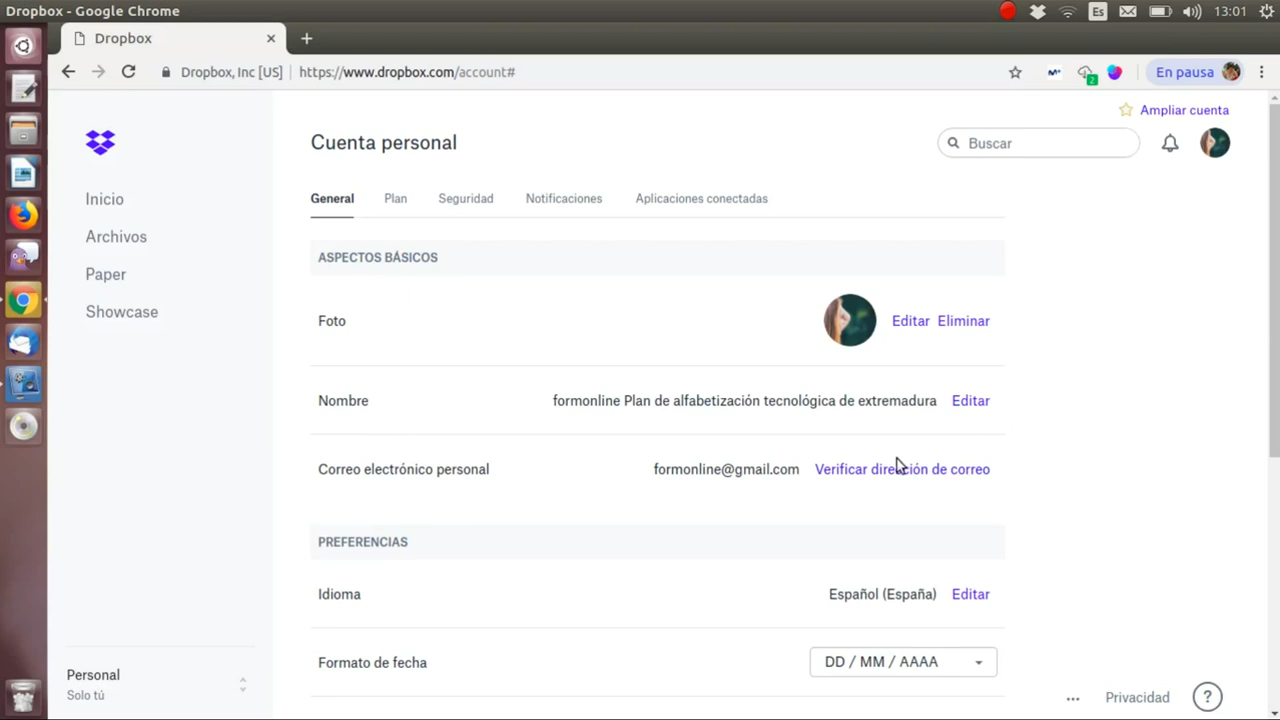 Dropbox - Google Chrome
Es
13:01
Dropbox
Dropbox, Inc [US]
https://www.dropbox.com/account#
2
En pausa
Ampliar cuenta
Cuenta personal
Buscar
Inicio
Archivos
Paper
Showcase
General
Plan
Seguridad
Notificaciones
Aplicaciones conectadas
ASPECTOS BÁSICOS
Foto
Editar Eliminar
Nombre
formonline Plan de alfabetización tecnológica de extremadura
Editar
Correo electrónico personal
formonline@gmail.com
Verificar dirección de correo
PREFERENCIAS
Idioma
Español (España)
Editar
Formato de fecha
DD / MM / AAAA
Personal
Solo tú
Privacidad
?